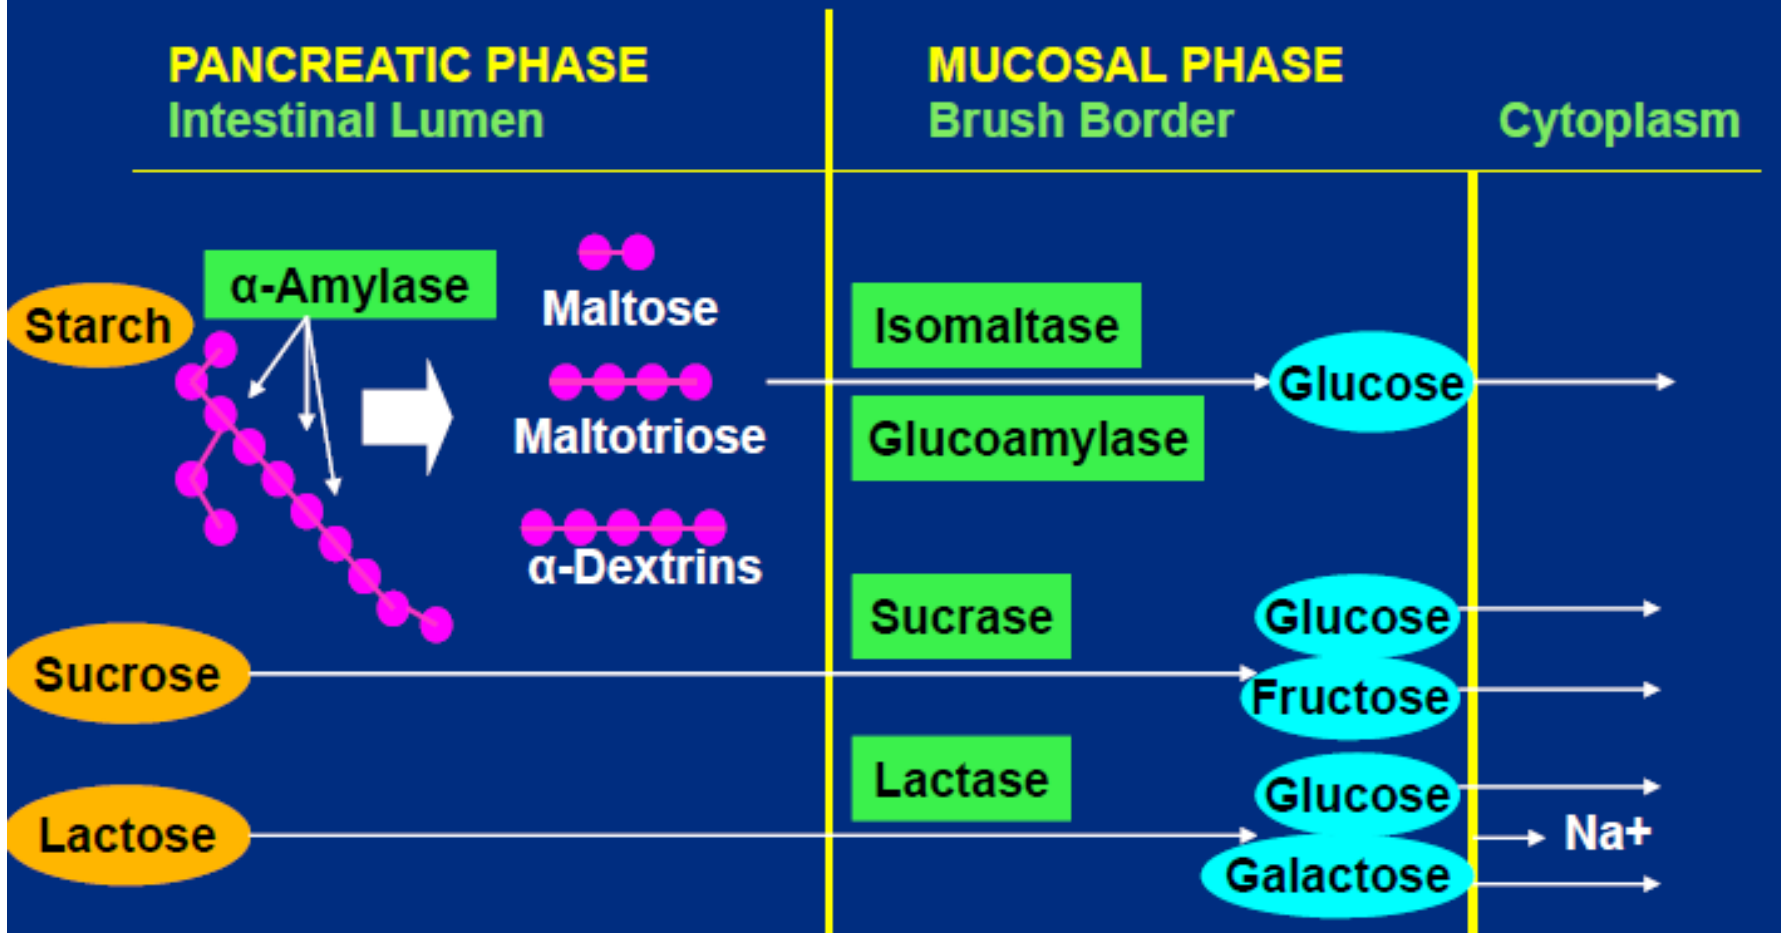 PANCREATIC PHASE
Intestinal Lumen
MUCOSAL PHASE
Brush Border
Cytoplasm
Starch
α-Amylase
Maltose
Maltotriose
α-Dextrins
Isomaltase
Glucoamylase
Glucose
Sucrose
Sucrase
Glucose
Fructose
Lactose
Lactase
Glucose
Galactose
Na+